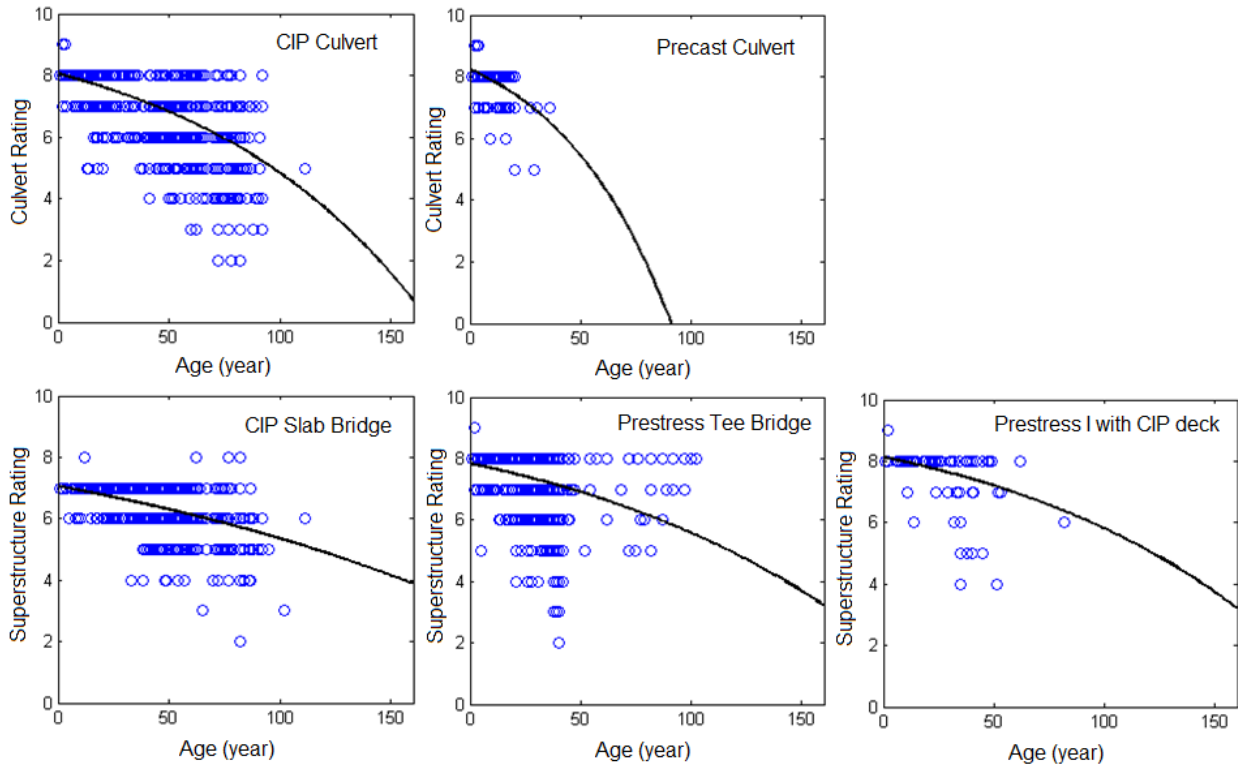 CIP Culvert
Culvert Rating
10
8
6
4
2
0
0 50 100 150
Age (year)
Precast Culvert
Culvert Rating
10
8
6
4
2
0
0 50 100 150
Age (year)
CIP Slab Bridge
Superstructure Rating
10
8
6
4
2
0
0 50 100 150
Age (year)
Prestress Tee Bridge
Superstructure Rating
10
8
6
4
2
0
0 50 100 150
Age (year)
Prestress I with CIP deck
Superstructure Rating
10
8
6
4
2
0
0 50 100 150
Age (year)